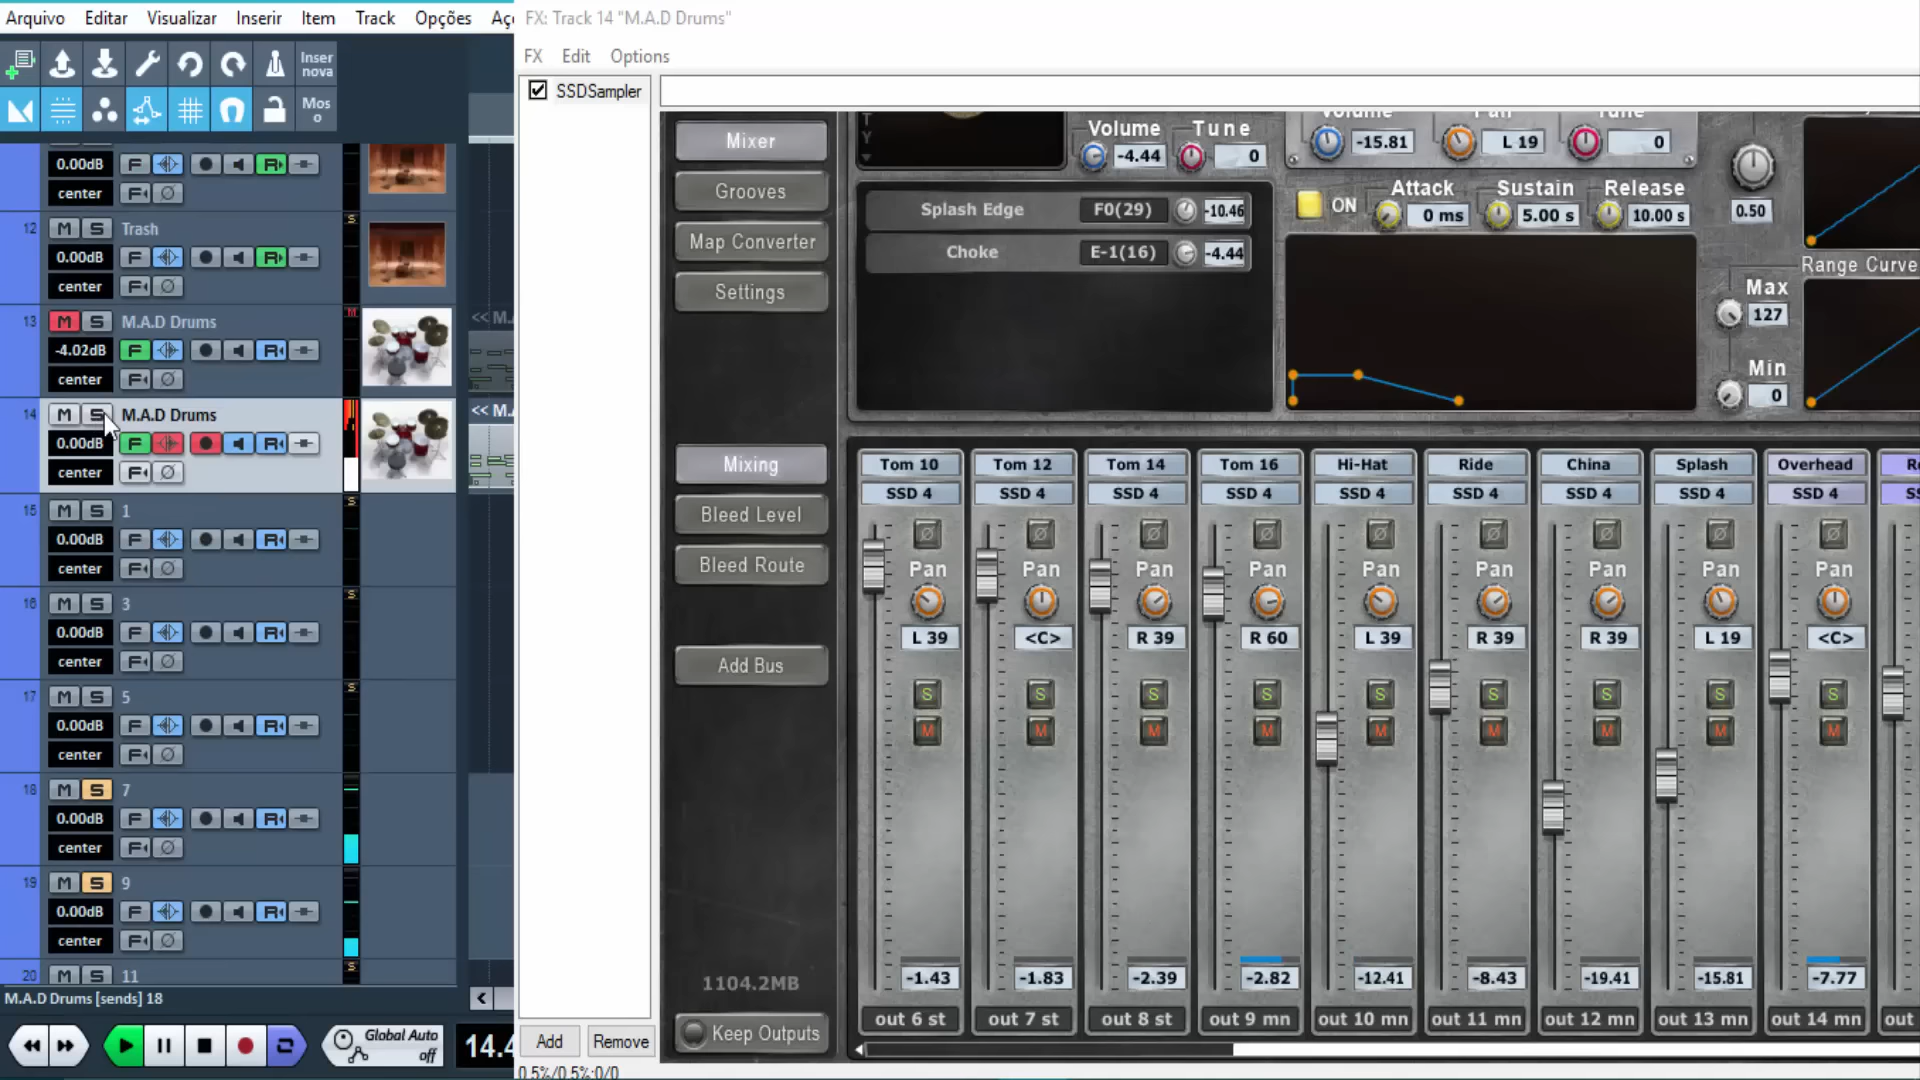 Arquivo Editar Visualizar Inserir Item Track Opções
FX: Track 14 "M.A.D Drums"
FX Edit Options
Inser
nova
SSDSampler
Mos
o
Mixer
Grooves
Map Converter
Settings
Volume Tune
-4.44 0
-15.81 L 19 0
Splash Edge F0(29) -10.46
Choke E-1(16) -4.44
ON
Attack Sustain Release
0 ms 5.00 s 10.00 s
0.50
Range Curve
Max
127
Min
0
0.00dB F R
center F
12 M S Trash
0.00dB F R
center F
13 M S M.A.D Drums
-4.02dB F R
center F
14 M S M.A.D Drums
0.00dB F R
center F
15 M S 1
0.00dB F R
center F
16 M S 3
0.00dB F R
center F
17 M S 5
0.00dB F R
center F
18 M S 7
0.00dB F R
center F
19 M S 9
0.00dB F R
center F
20 M S 11
M.A.D Drums [sends] 18
Global Auto
off
Mixing
Bleed Level
Bleed Route
Add Bus
1104.2MB
Keep Outputs
Tom 10 Tom 12 Tom 14 Tom 16 Hi-Hat Ride China Splash Overhead
SSD 4 SSD 4 SSD 4 SSD 4 SSD 4 SSD 4 SSD 4 SSD 4 SSD 4
Pan Pan Pan Pan Pan Pan Pan Pan Pan
L 39 <C> R 39 R 60 L 39 R 39 R 39 L 19 <C>
S S S S S S S S S
M M M M M M M M M
-1.43 -1.83 -2.39 -2.82 -12.41 -8.43 -19.41 -15.81 -7.77
out 6 st out 7 st out 8 st out 9 mn out 10 mn out 11 mn out 12 mn out 13 mn out 14 mn out
Add Remove
0.5%/0.5%:0/0